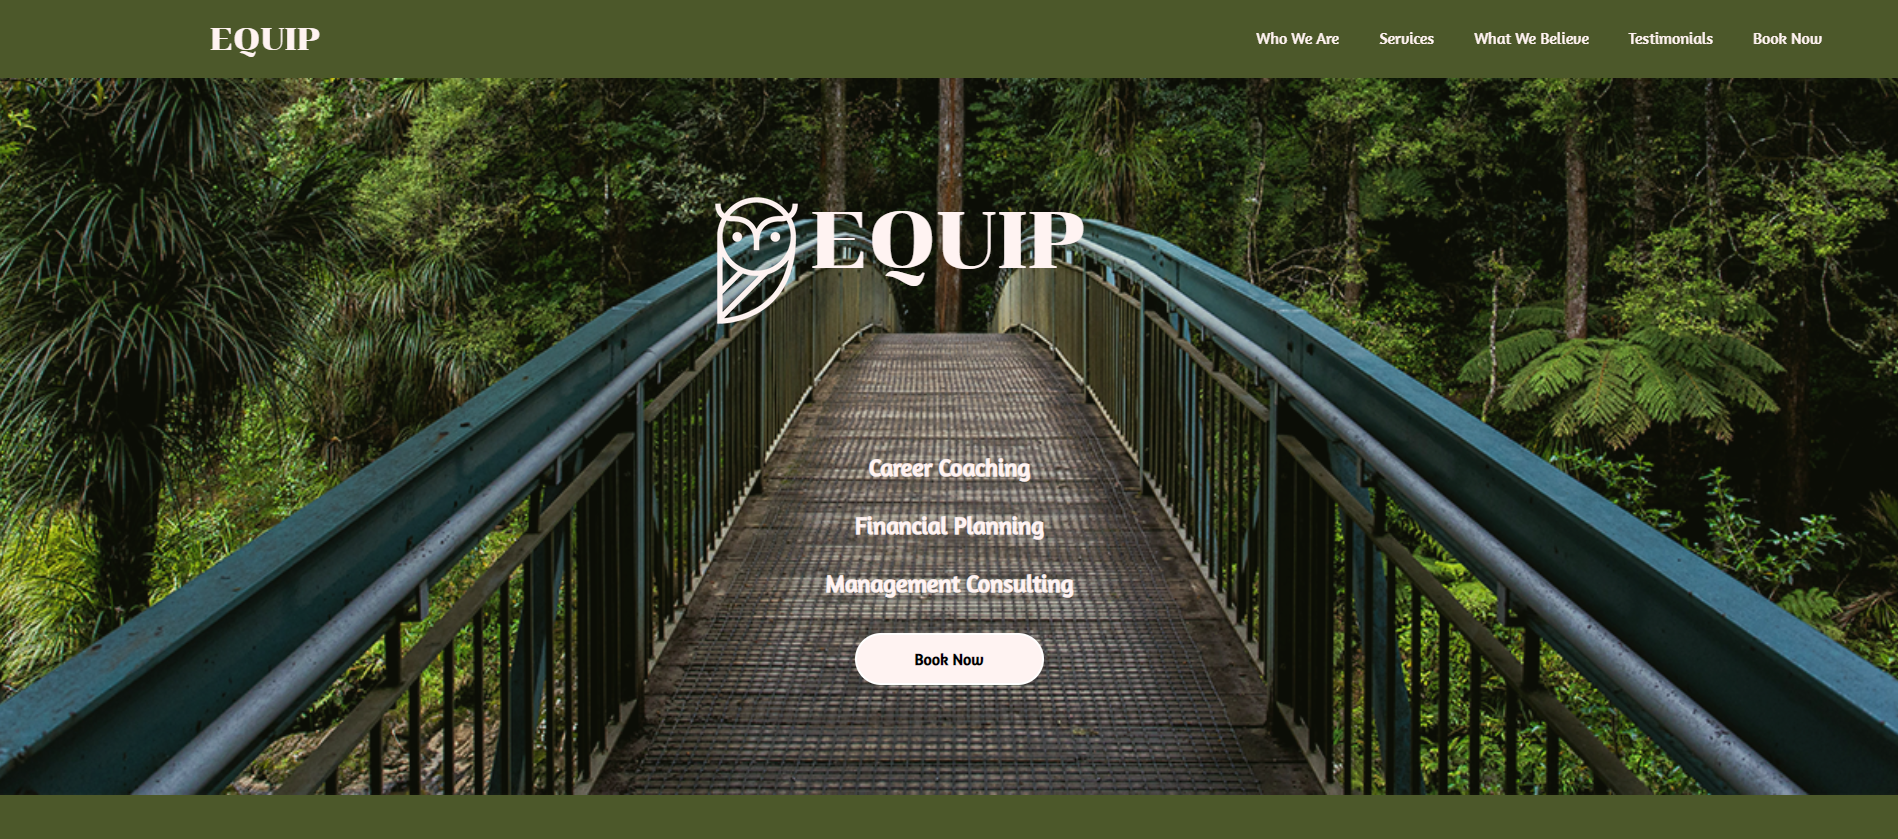 EQUIP
Who We Are
Services
What We Believe
Testimonials
Book Now
EQUIP
Career Coaching
Financial Planning
Management Consulting
Book Now